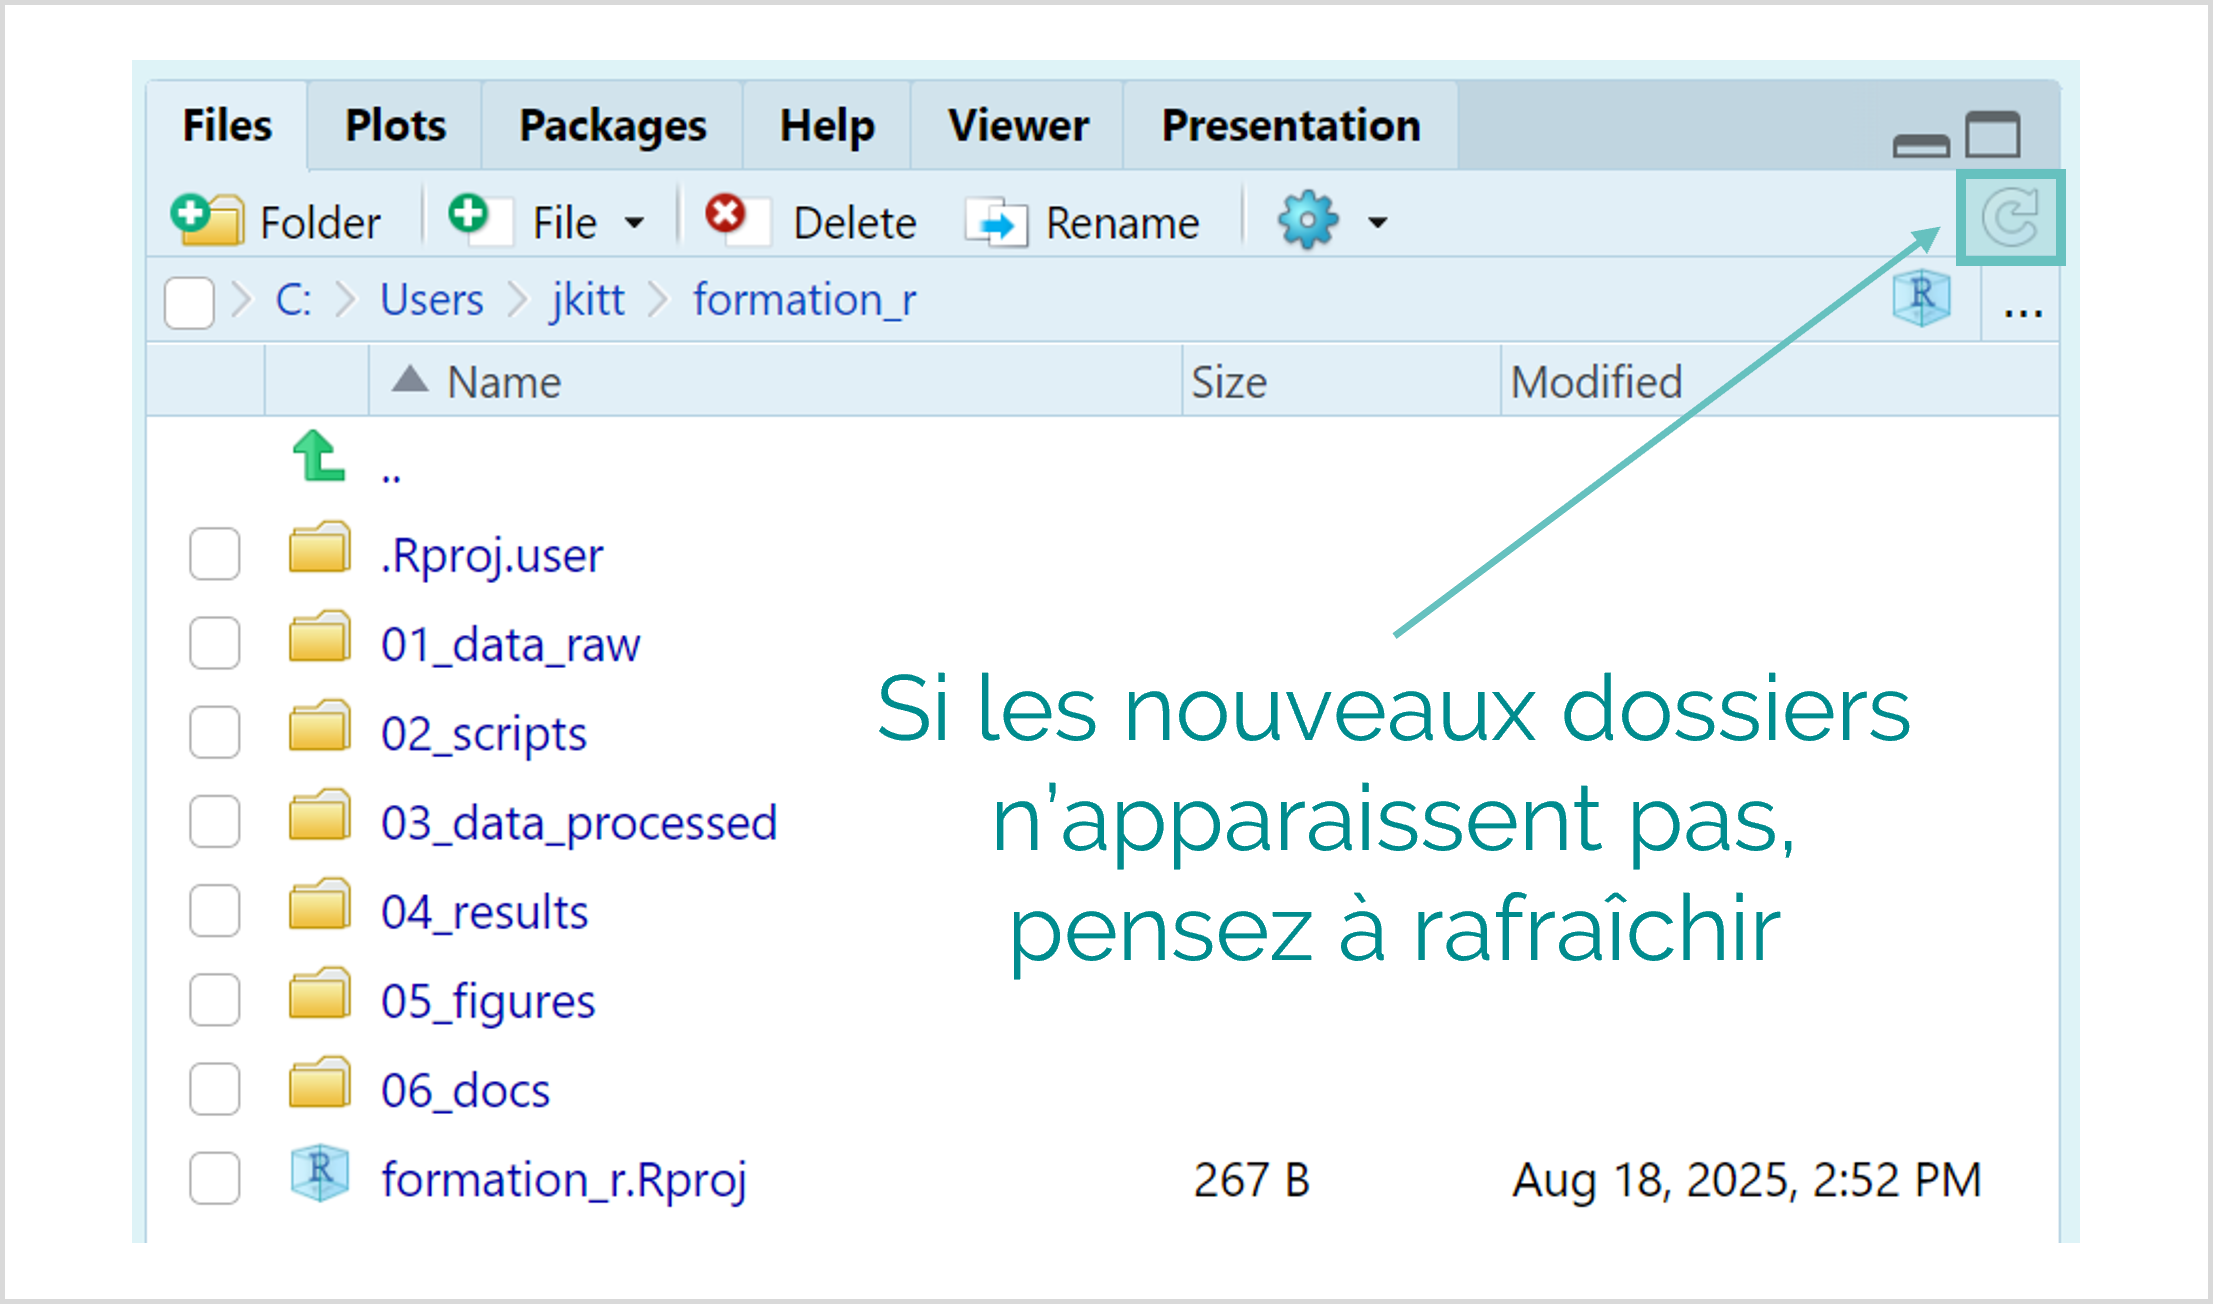 Files Plots Packages Help Viewer Presentation
Folder File Delete Rename
C: Users jkitt formation_r R ...
Name Size Modified
..
.Rproj.user
01_data_raw
02_scripts
03_data_processed
04_results
05_figures
06_docs
R formation_r.Rproj 267 B Aug 18, 2025, 2:52 PM
Si les nouveaux dossiers
n’apparaissent pas,
pensez à rafraîchir